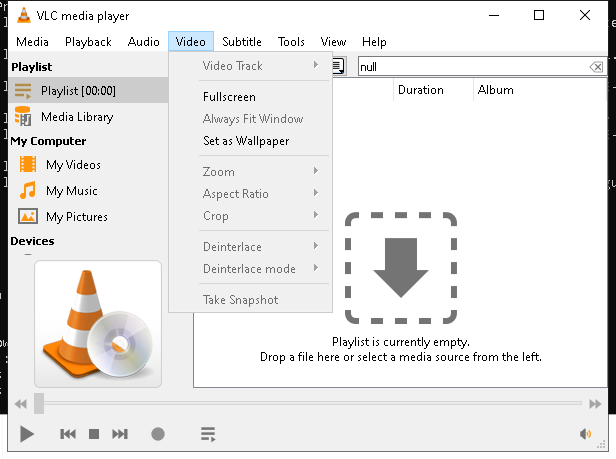 VLC media player
Media Playback Audio Video Subtitle Tools View Help
Playlist
Playlist [00:00]
Media Library
My Computer
My Videos
My Music
My Pictures
Devices
Video Track
Fullscreen
Always Fit Window
Set as Wallpaper
Zoom
Aspect Ratio
Crop
Deinterlace
Deinterlace mode
Take Snapshot
null
Duration Album
Playlist is currently empty.
Drop a file here or select a media source from the left.